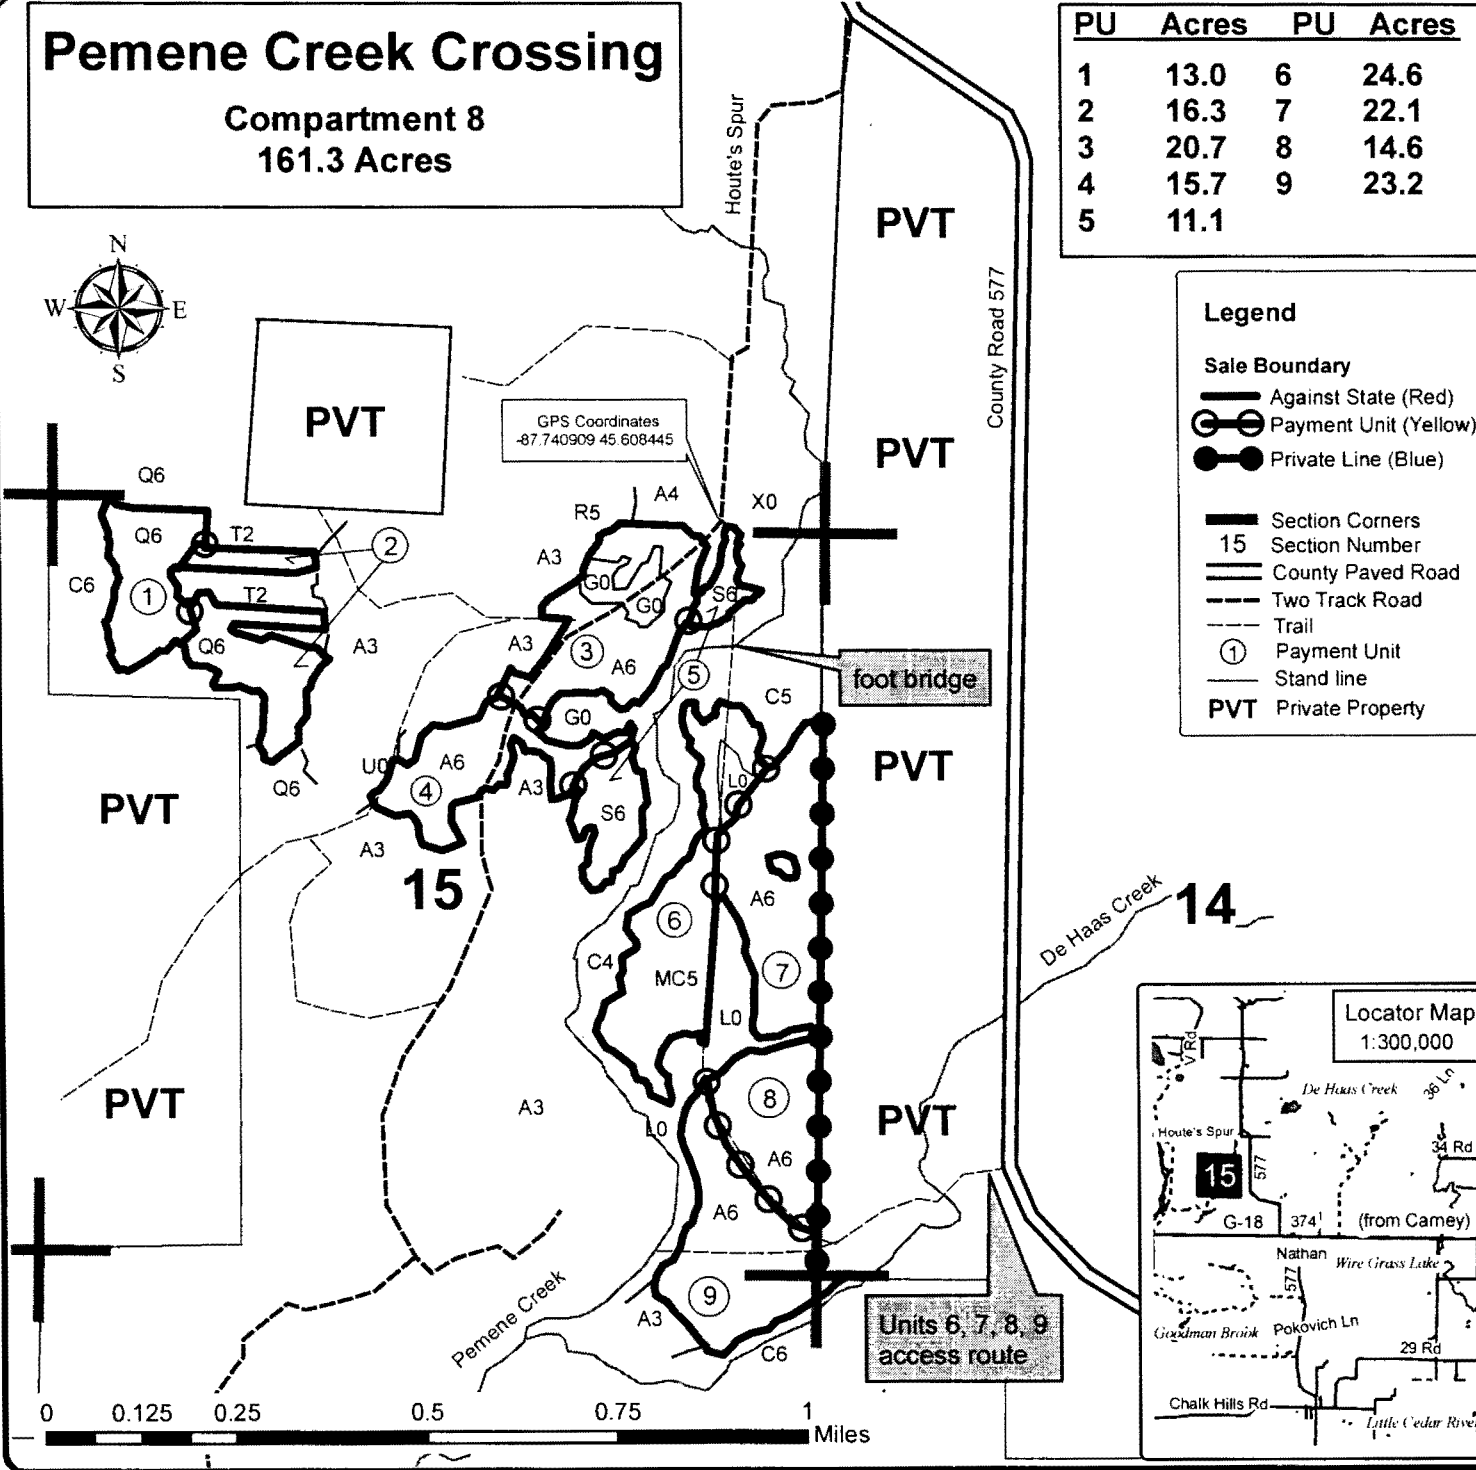 Pemene Creek Crossing
Compartment 8
161.3 Acres
PU Acres PU Acres
1 13.0 6 24.6
2 16.3 7 22.1
3 20.7 8 14.6
4 15.7 9 23.2
5 11.1
N
W E
S
Houte's Spur
PVT
County Road 577
Legend
Sale Boundary
Against State (Red)
Payment Unit (Yellow)
Private Line (Blue)
Section Corners
15 Section Number
County Paved Road
Two Track Road
Trail
1 Payment Unit
Stand line
PVT Private Property
PVT
GPS Coordinates
-87.740909 45.608445
PVT
Q6
A4
X0
R5
Q6
T2
2
A3
C6
1
T2
G0
G0
S6
Q6
A3
A3
3
A6
5
foot bridge
C5
G0
U0
A6
4
A3
L0
PVT
Q6
PVT
S6
A3
15
A6
6
De Haas Creek
14
C4
MC5
7
L0
PVT
A3
8
PVT
L0
A6
A6
9
A3
C6
Pemene Creek
Units 6, 7, 8, 9
access route
0 0.125 0.25 0.5 0.75 1
Miles
Locator Map
1:300,000
V Rd
De Haas Creek
36 Ln
Houte's Spur
34 Rd
15
577
G-18
374
(from Carney)
Nathan
Wire Grass Lake
577
Goodman Brook
Pokovich Ln
29 Rd
Chalk Hills Rd
Little Cedar River